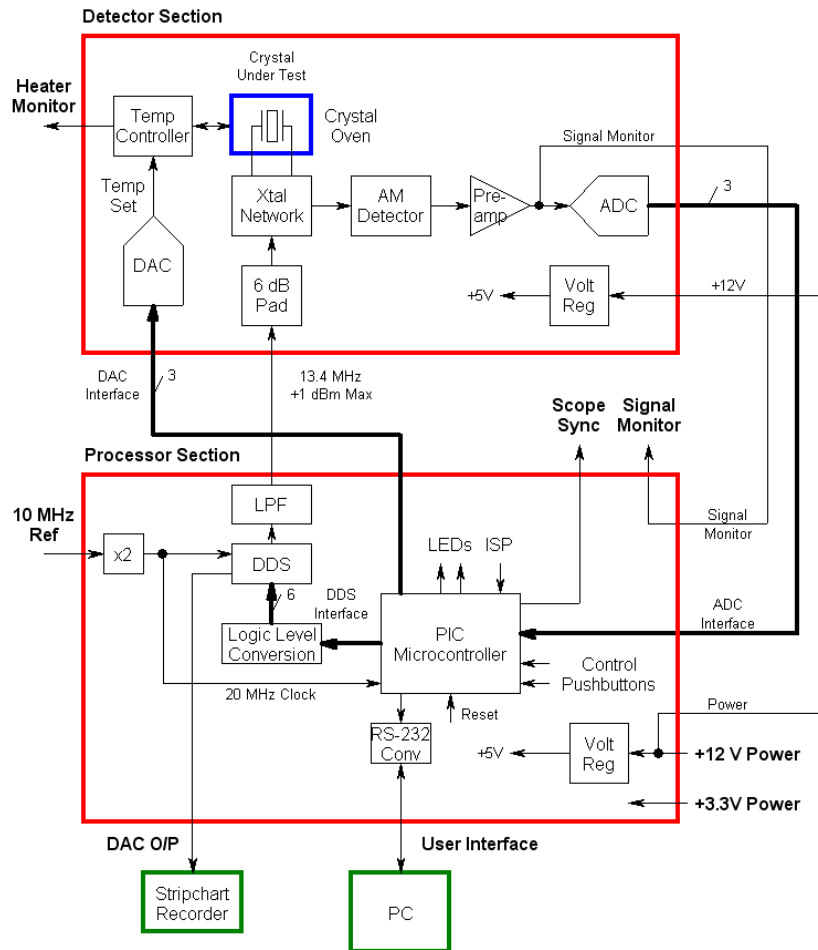 Detector Section
Crystal
Under Test
Heater
Monitor
Temp
Controller
Crystal
Oven
Signal Monitor
Temp
Set
Xtal
Network
AM
Detector
Pre-
amp
ADC
3
DAC
6 dB
Pad
+5V
Volt
Reg
+12V
DAC
Interface
3
13.4 MHz
+1 dBm Max
Scope
Sync
Signal
Monitor
Processor Section
10 MHz
Ref
LPF
x2
DDS
LEDs
ISP
Signal
Monitor
6
DDS
Interface
Logic Level
Conversion
PIC
Microcontroller
ADC
Interface
Control
Pushbuttons
20 MHz Clock
Reset
Power
RS-232
Conv
+5V
Volt
Reg
+12 V Power
+3.3V Power
DAC O/P
User Interface
Stripchart
Recorder
PC